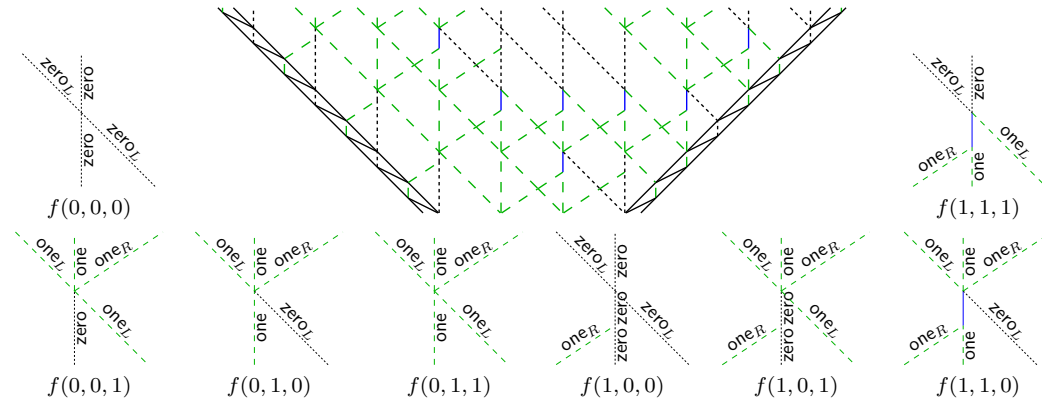 zero_L
zero
zero
zero_L
f(0, 0, 0)
zero_L
zero
one_R
one
one_L
f(1, 1, 1)
one_L
one
one_R
zero
one_L
f(0, 0, 1)
one_L
one
one_R
one
zero_L
f(0, 1, 0)
one_L
one
one_R
one
one_L
f(0, 1, 1)
zero_L
zero
one_R
zero zero
zero
zero_L
f(1, 0, 0)
one_L
one
one_R
one_R
zero zero
one_L
f(1, 0, 1)
one_L
one
one_R
one_R
one
zero_L
f(1, 1, 0)